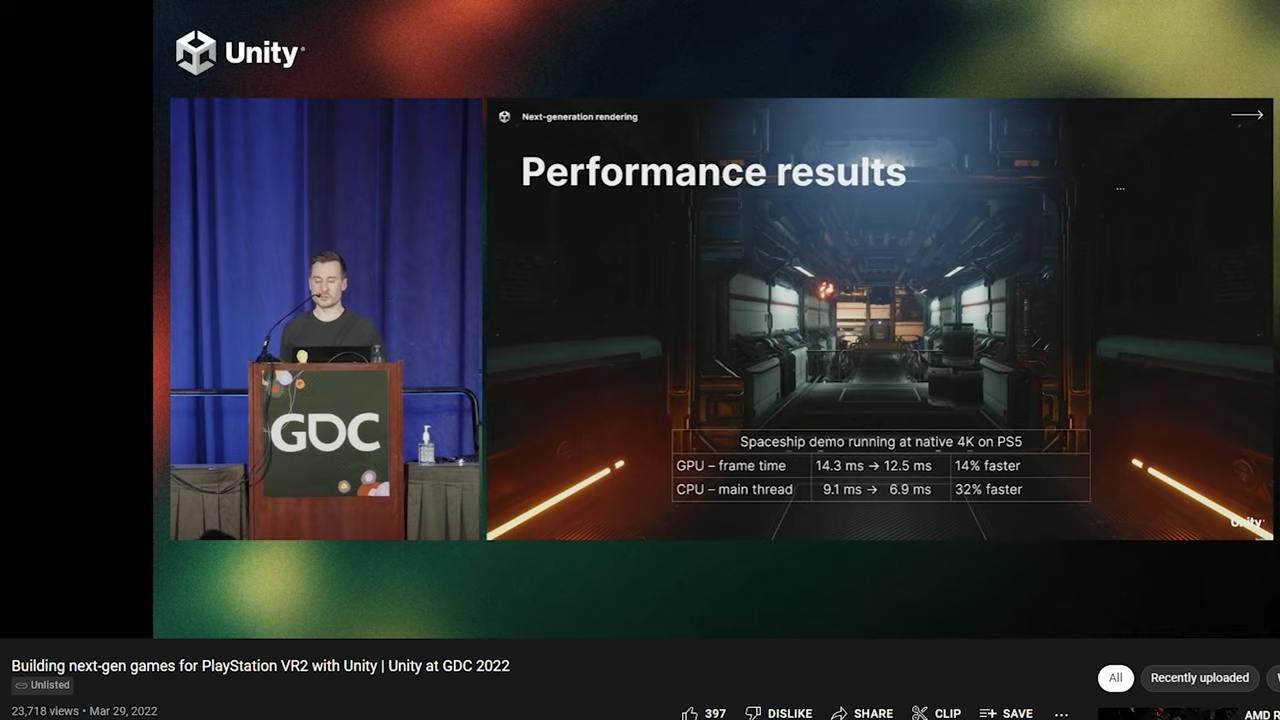 Unity
Next-generation rendering
Performance results
...
GDC
Spaceship demo running at native 4K on PS5
GPU – frame time 14.3 ms → 12.5 ms 14% faster
CPU – main thread 9.1 ms → 6.9 ms 32% faster
Unity
Building next-gen games for PlayStation VR2 with Unity | Unity at GDC 2022
Unlisted
All Recently uploaded
23,718 views • Mar 29, 2022
397 DISLIKE SHARE CLIP SAVE ...
AMD